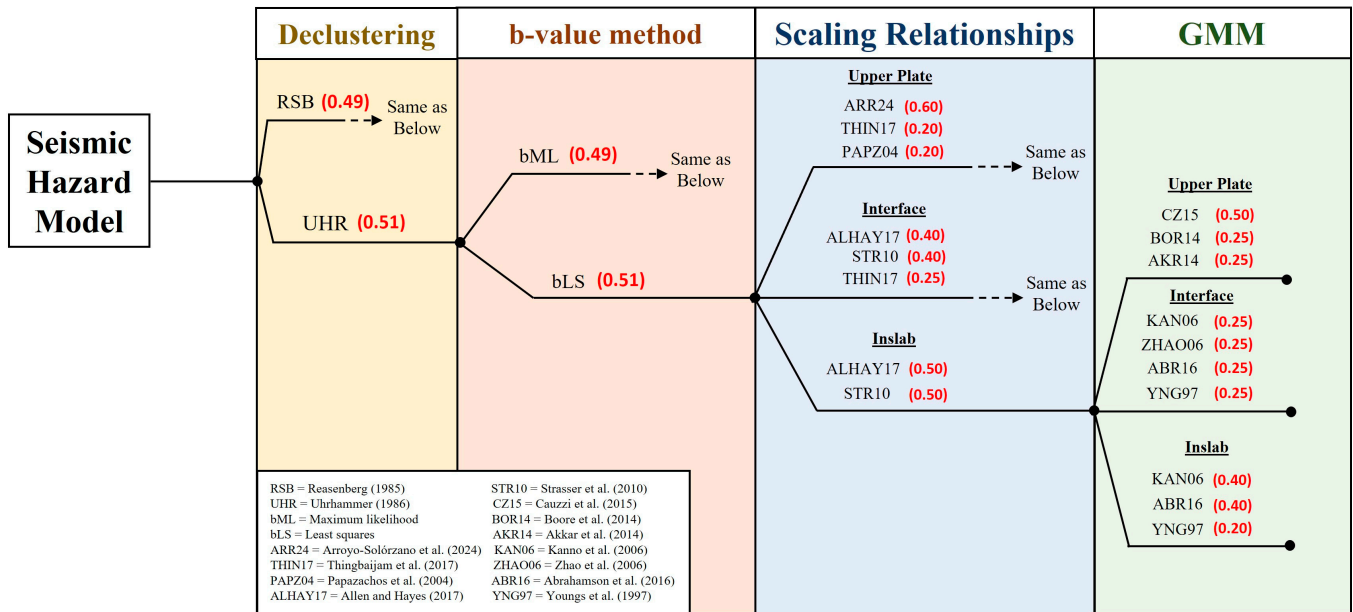 Declustering
b-value method
Scaling Relationships
GMM
Seismic
Hazard
Model
RSB (0.49)
Same as
Below
UHR (0.51)
bML (0.49)
Same as
Below
bLS (0.51)
Upper Plate
ARR24 (0.60)
THIN17 (0.20)
PAPZ04 (0.20)
Same as
Below
Interface
ALHAY17 (0.40)
STR10 (0.40)
THIN17 (0.25)
Same as
Below
Inslab
ALHAY17 (0.50)
STR10 (0.50)
Upper Plate
CZ15 (0.50)
BOR14 (0.25)
AKR14 (0.25)
Interface
KAN06 (0.25)
ZHAO06 (0.25)
ABR16 (0.25)
YNG97 (0.25)
Inslab
KAN06 (0.40)
ABR16 (0.40)
YNG97 (0.20)
RSB = Reasenberg (1985)
UHR = Uhrhammer (1986)
bML = Maximum likelihood
bLS = Least squares
ARR24 = Arroyo-Solórzano et al. (2024)
THIN17 = Thingbaijam et al. (2017)
PAPZ04 = Papazachos et al. (2004)
ALHAY17 = Allen and Hayes (2017)
STR10 = Strasser et al. (2010)
CZ15 = Cauzzi et al. (2015)
BOR14 = Boore et al. (2014)
AKR14 = Akkar et al. (2014)
KAN06 = Kanno et al. (2006)
ZHAO06 = Zhao et al. (2006)
ABR16 = Abrahamson et al. (2016)
YNG97 = Youngs et al. (1997)